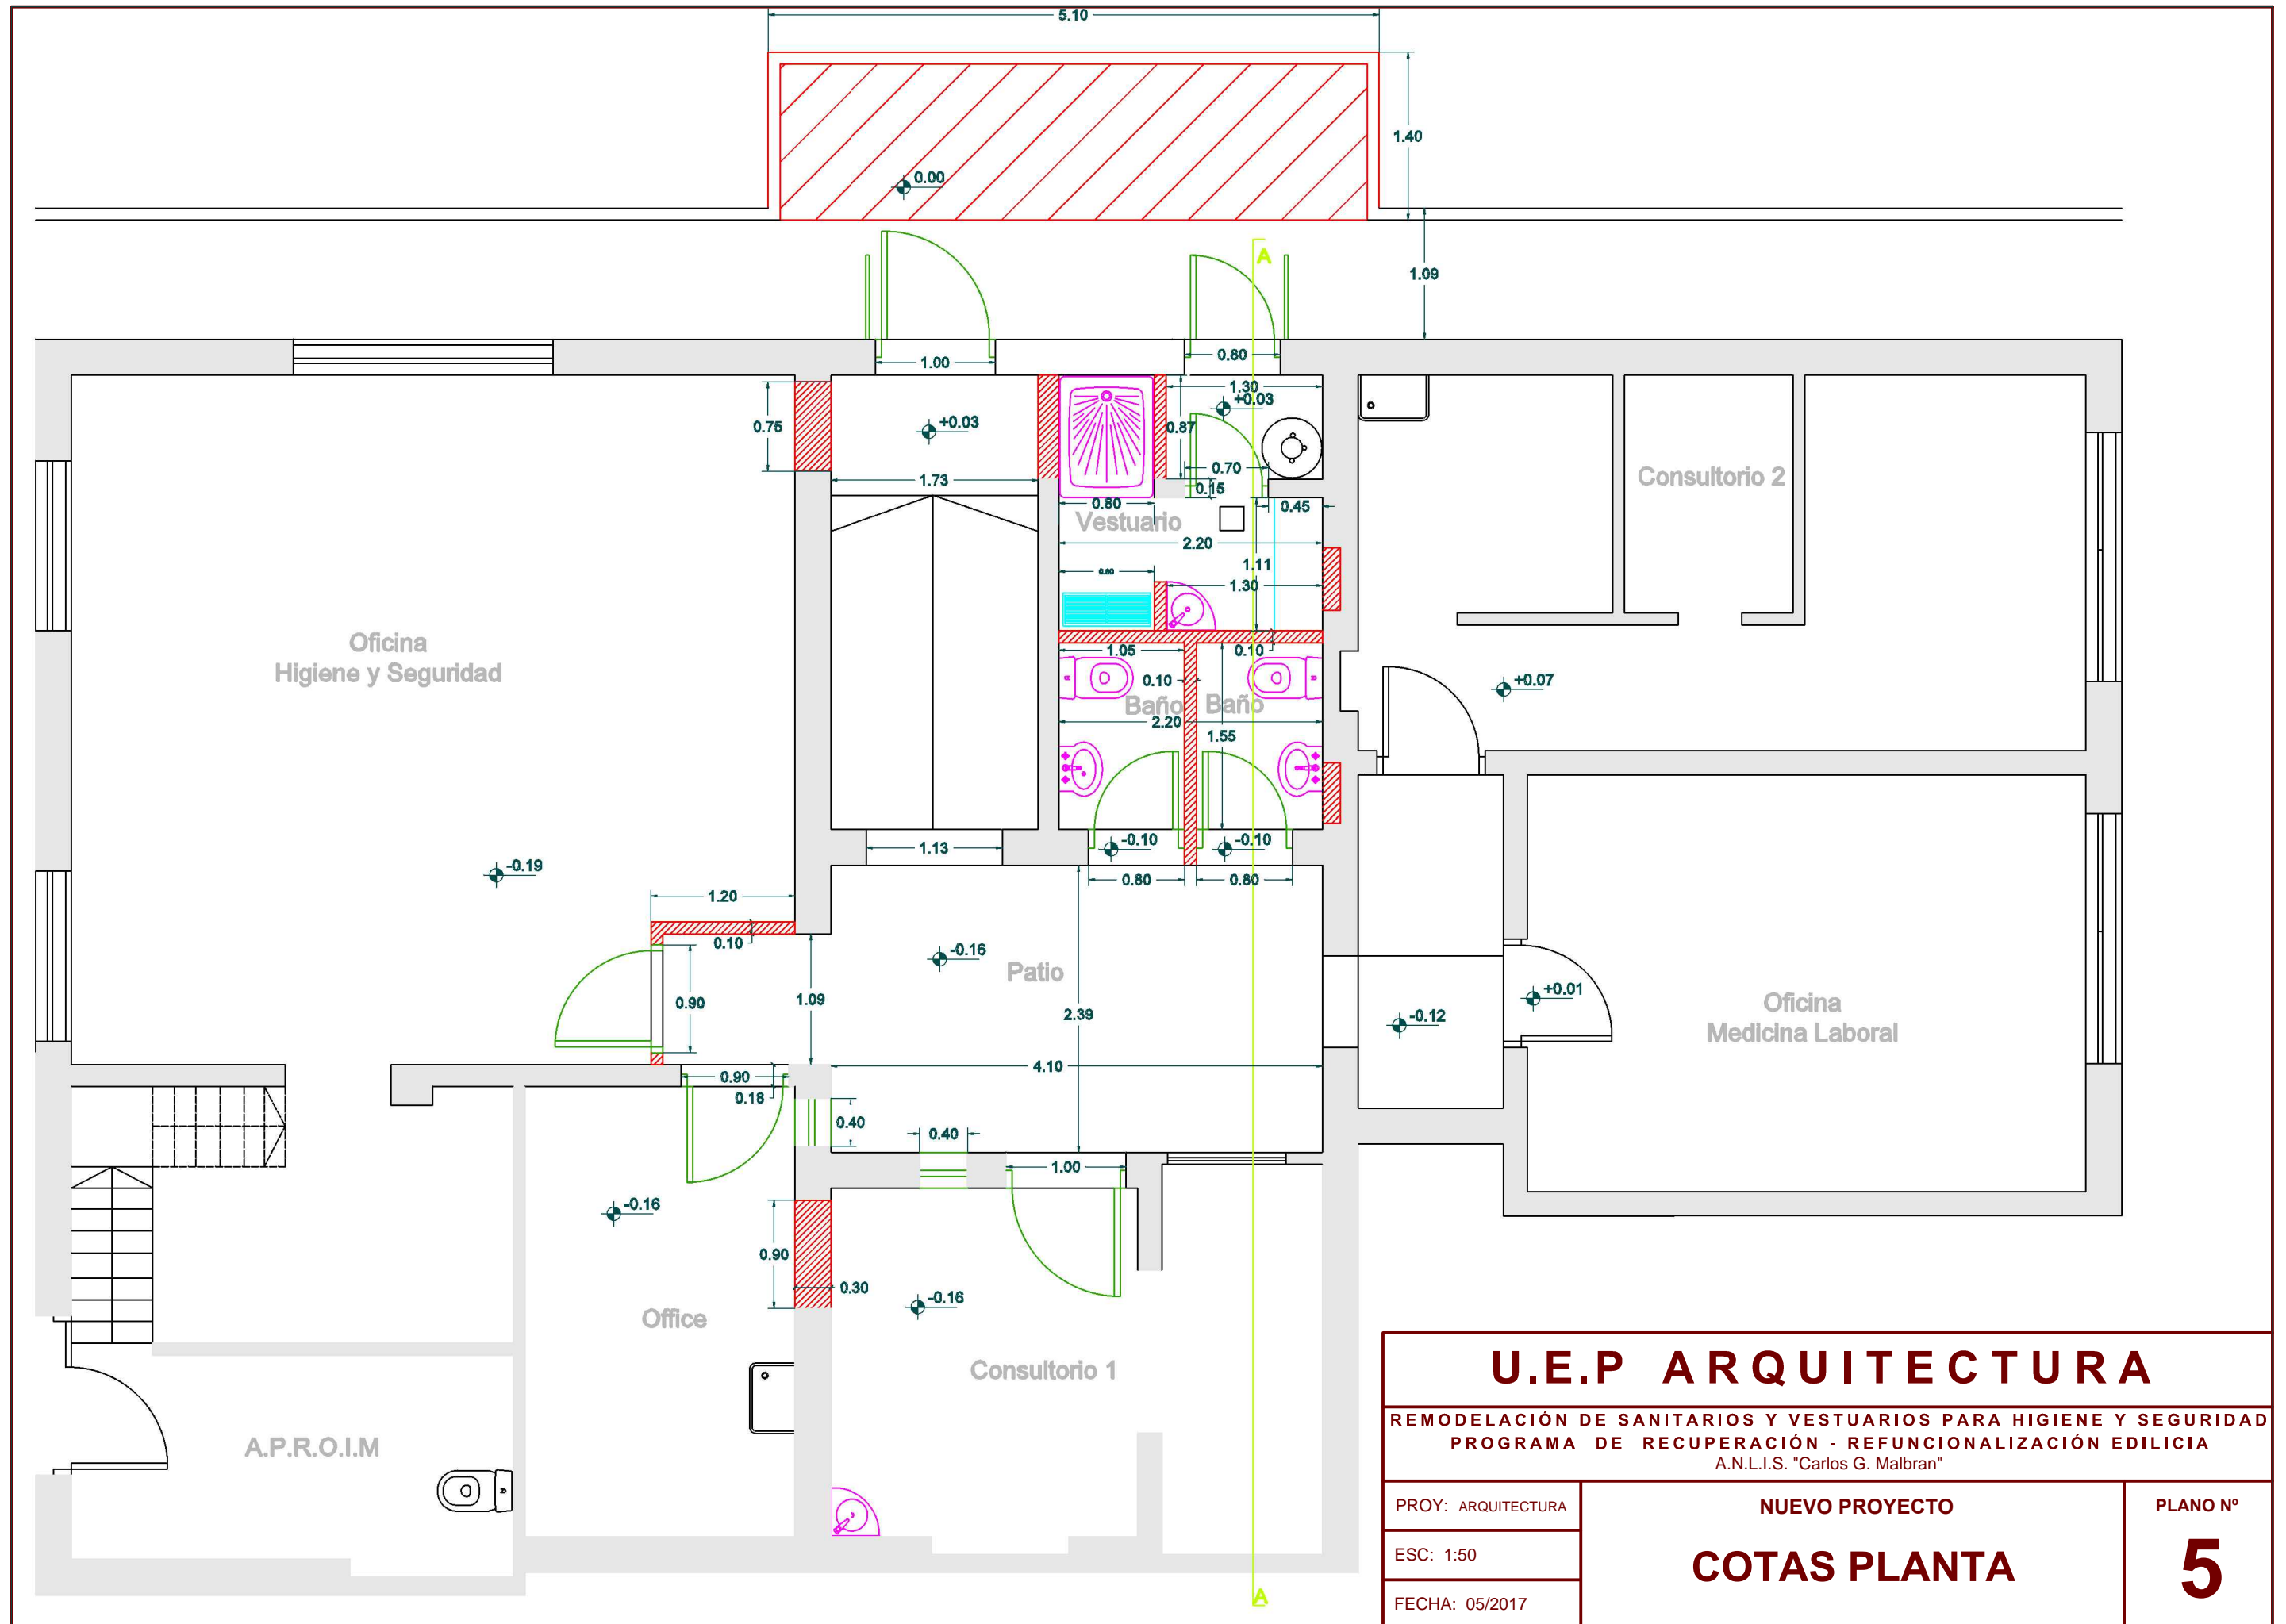 5.10
1.40
0.00
1.09
A
1.00
0.80
1.30
+0.03
0.75
+0.03
0.87
1.73
0.70
0.15
0.80
0.45
Consultorio 2
Vestuario
2.20
1.11
0.80
1.30
Oficina
Higiene y Seguridad
1.05
0.10
0.10
Baño
Baño
2.20
1.55
+0.07
1.13
-0.10
-0.10
-0.19
0.80
0.80
1.20
0.10
-0.16
Patio
0.90
1.09
2.39
-0.12
+0.01
Oficina
Medicina Laboral
4.10
0.90
0.18
0.40
0.40
1.00
-0.16
0.90
0.30
-0.16
Office
Consultorio 1
A.P.R.O.I.M
A
U.E.P ARQUITECTURA
REMODELACIÓN DE SANITARIOS Y VESTUARIOS PARA HIGIENE Y SEGURIDAD
PROGRAMA DE RECUPERACIÓN - REFUNCIONALIZACIÓN EDILICIA
A.N.L.I.S. "Carlos G. Malbran"
PROY: ARQUITECTURA
ESC: 1:50
FECHA: 05/2017
NUEVO PROYECTO
COTAS PLANTA
PLANO Nº
5